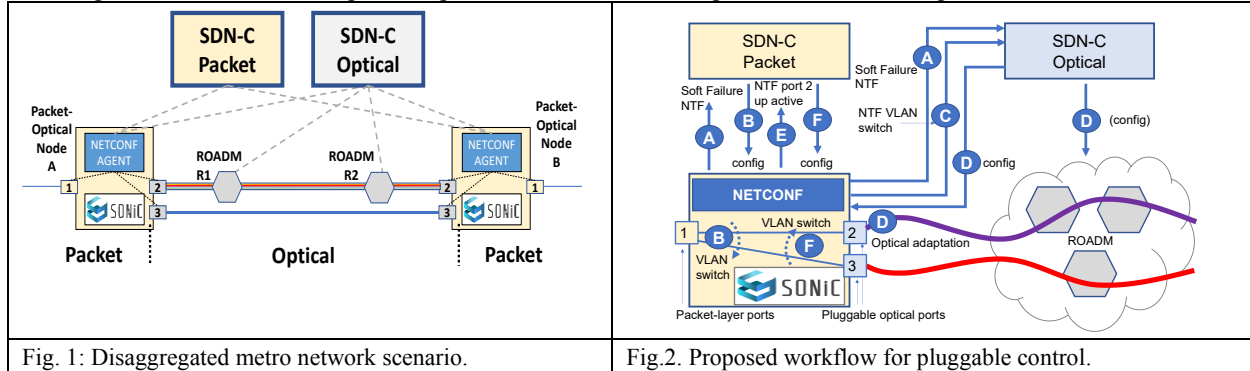 SDN-C
Packet
SDN-C
Optical
Packet-
Optical
Node
A
NETCONF
AGENT
1
2
3
SONiC
ROADM
R1
ROADM
R2
Packet-
Optical
Node
B
NETCONF
AGENT
2
1
3
SONiC
Packet
Optical
Packet
Fig. 1: Disaggregated metro network scenario.
SDN-C
Packet
SDN-C
Optical
Soft Failure
NTF
A
B
config
NTF port 2
up active
E
F
config
Soft Failure
NTF
A
NTF VLAN
switch
C
D
config
D
(config)
NETCONF
1
VLAN switch
B
VLAN
switch
F
2
3
SONiC
D
Optical adaptation
ROADM
Packet-layer ports
Pluggable optical ports
Fig.2. Proposed workflow for pluggable control.